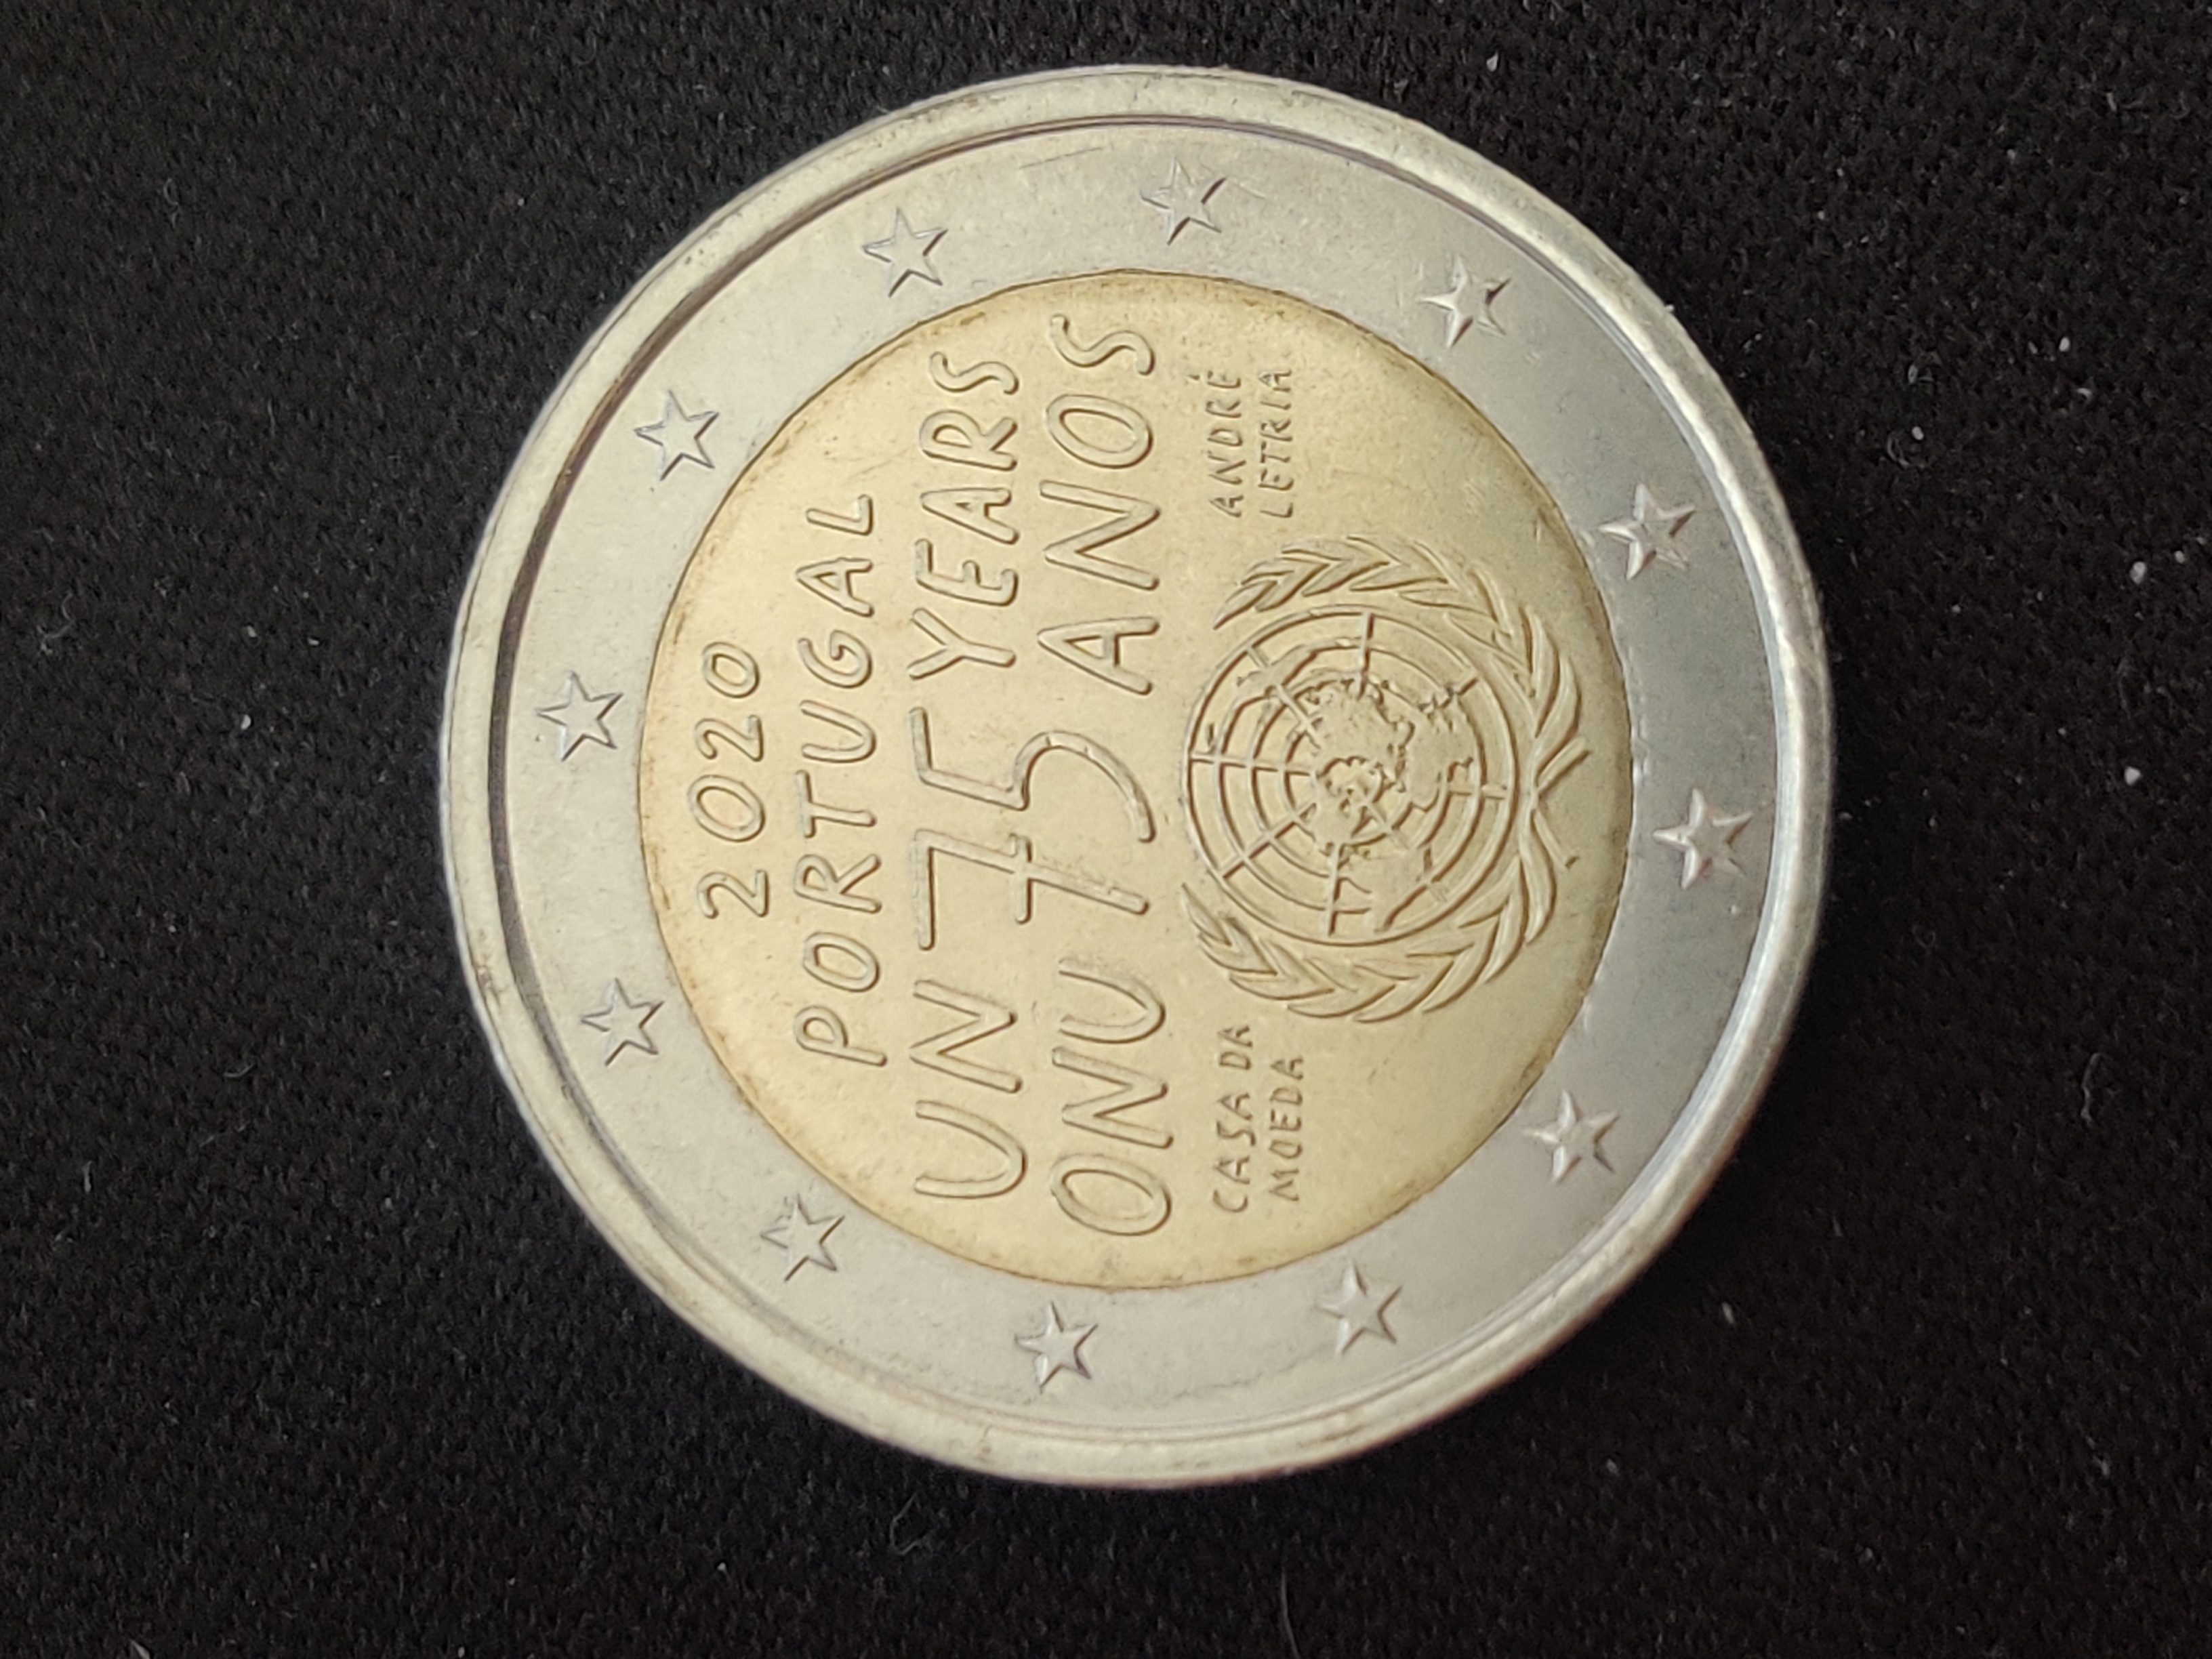 2020
PORTUGAL
UN 75 YEARS
ONU 75 ANOS
CASA DA
MOEDA
ANDRÉ
LETRIA